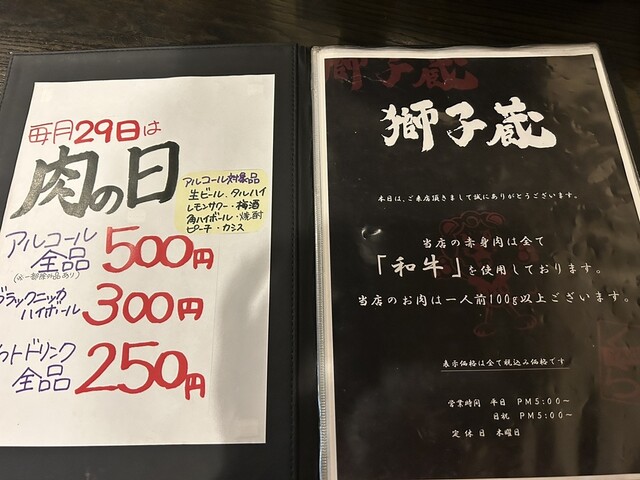 毎月29日は
肉の日
アルコール対象品
生ビール、タルハイ
レモンサワー・梅酒
角ハイボール・焼酎
ピーチ・カシス
アルコール
全品
500円
(※一部除外品あり)
ブラックニッカ
ハイボール
300円
フトドリンク
全品
250円
獅子蔵
獅子蔵
本日は、ご来店頂きまして誠にありがとうございます。
当店の赤身肉は全て
「和牛」を使用しております。
当店のお肉は一人前100g以上ございます。
表示価格は全て税込み価格です
営業時間 平日 PM5:00~
日祝 PM5:00~
定休日 木曜日